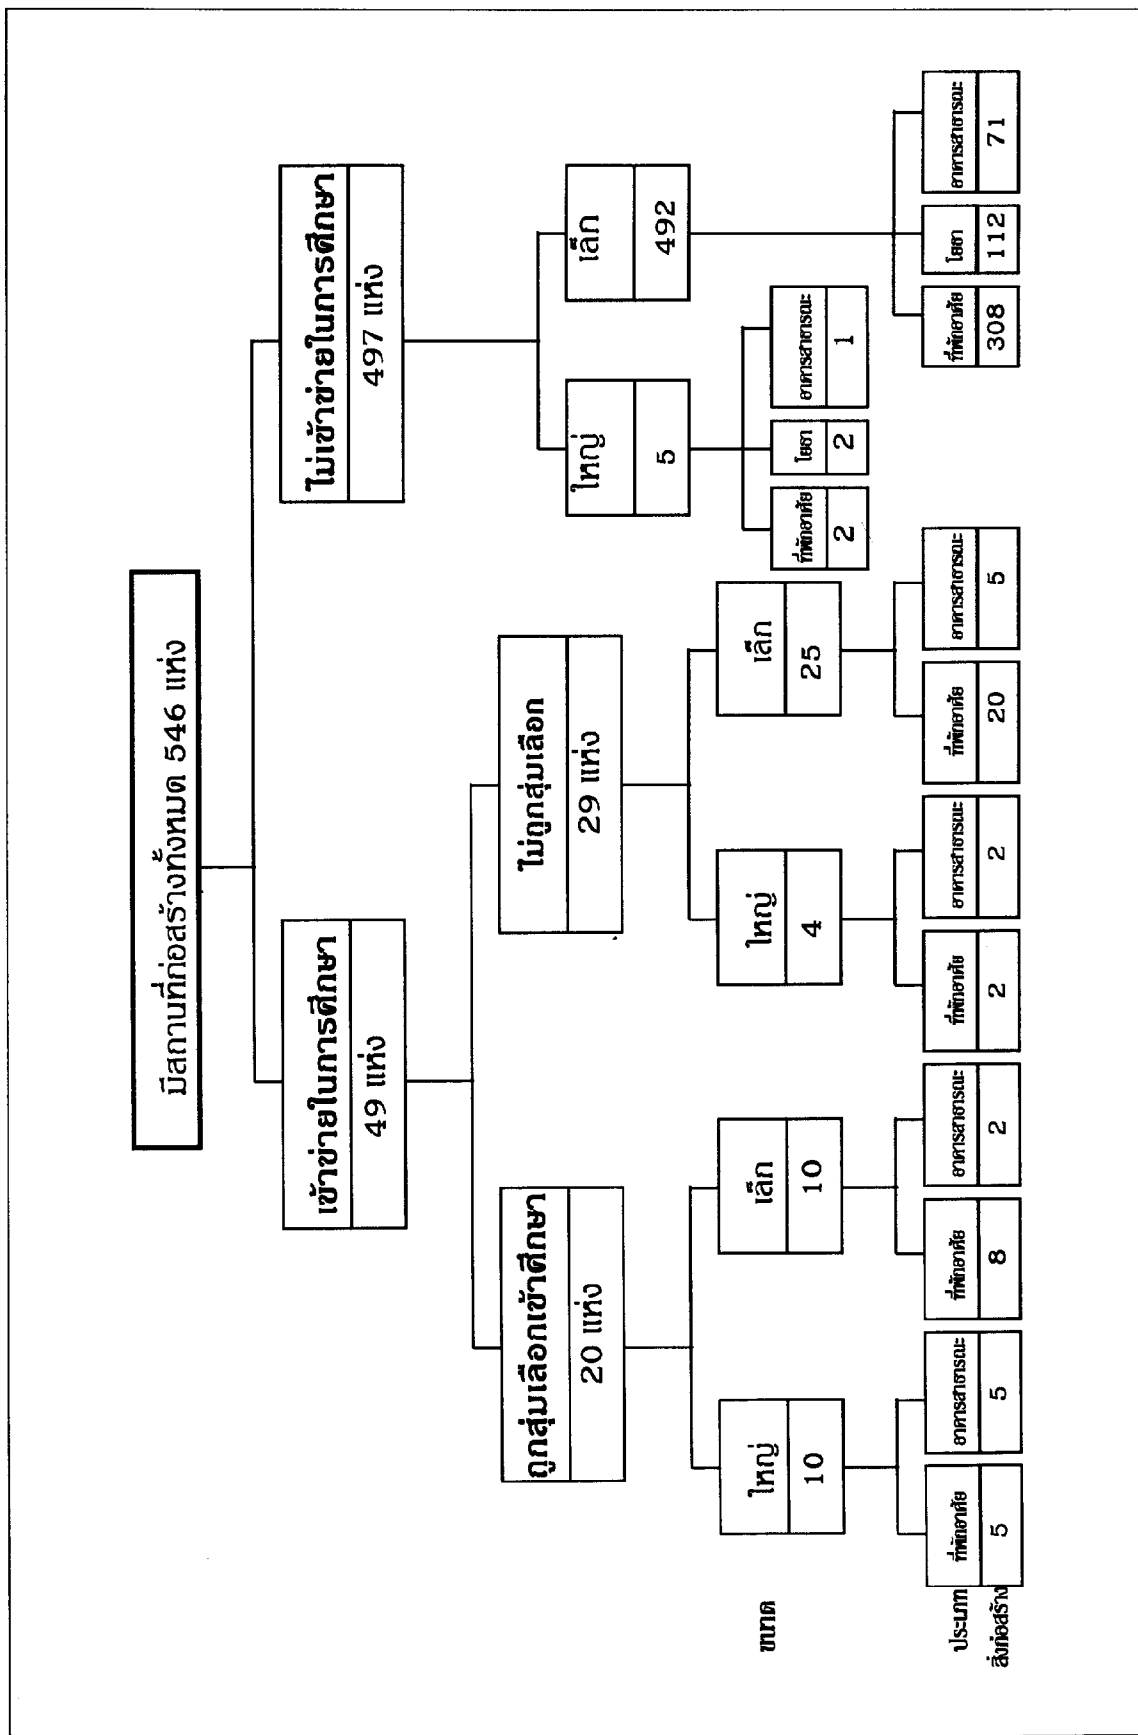 มีสถานที่ก่อสร้างทั้งหมด 546 แห่ง
เข้าข่ายในการศึกษา
49 แห่ง
ไม่เข้าข่ายในการศึกษา
497 แห่ง
ถูกสุ่มเลือกเข้าศึกษา
20 แห่ง
ไม่ถูกสุ่มเลือก
29 แห่ง
ใหญ่
5
เล็ก
492
ขนาด
ใหญ่
10
เล็ก
10
ใหญ่
4
เล็ก
25
ที่พักอาศัย
2
โยธา
2
อาคารสาธารณะ
1
ประเภท
สิ่งก่อสร้าง
ที่พักอาศัย
5
อาคารสาธารณะ
5
ที่พักอาศัย
8
อาคารสาธารณะ
2
ที่พักอาศัย
2
อาคารสาธารณะ
2
ที่พักอาศัย
20
อาคารสาธารณะ
5
ที่พักอาศัย
308
โยธา
112
อาคารสาธารณะ
71